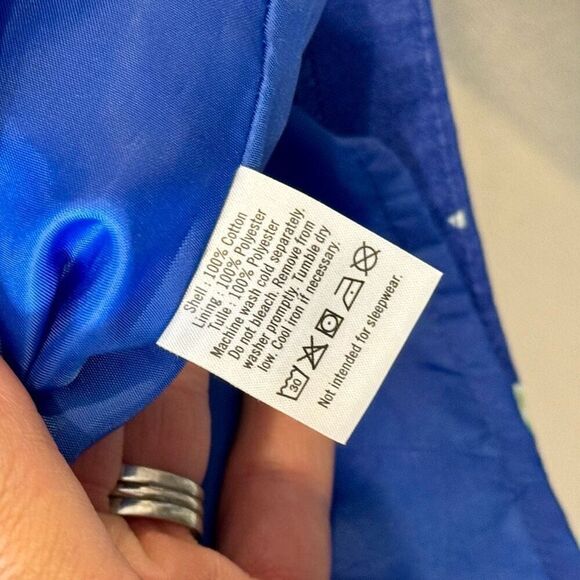 Shell : 100% Cotton
Lining : 100% Polyester
Tulle : 100% Polyester
Machine wash cold separately.
Do not bleach. Remove from
washer promptly. Tumble dry
low. Cool iron if necessary.
30
Not intended for sleepwear.